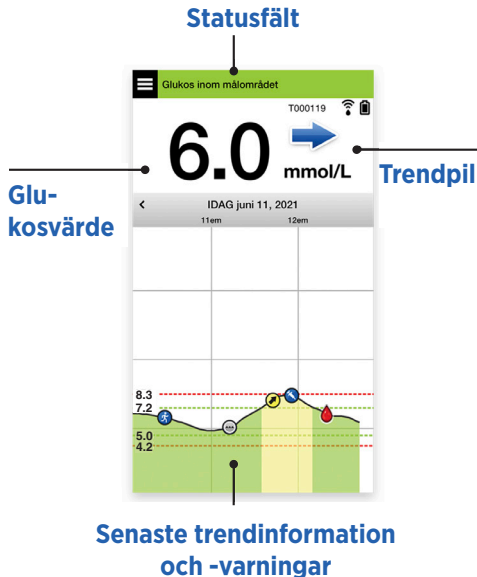 Statusfält
Glukos inom målområdet
T000119
6.0
mmol/L
Trendpil
Glu-
kosvärde
IDAG juni 11, 2021
11em 12em
8.3
7.2
5.0
4.2
Senaste trendinformation
och -varningar